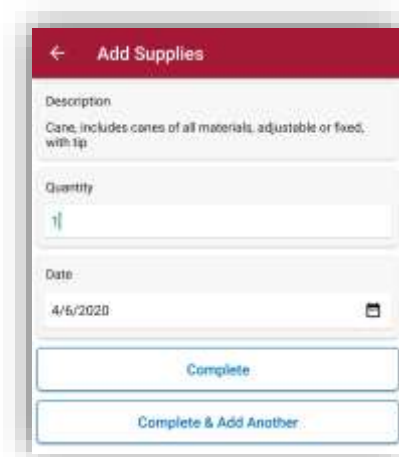 Add Supplies
Description
Cane, includes canes of all materials, adjustable or fixed,
with tip
Quantity
1
Date
4/6/2020
Complete
Complete & Add Another